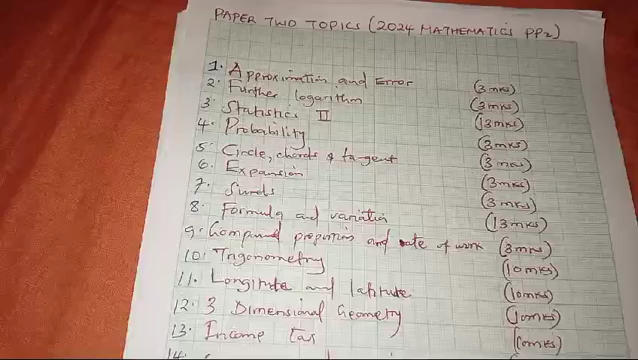 PAPER TWO TOPICS (2024 MATHEMATICS PP2)
1. Approximation and Error (3mks)
2. Further logarithm (3mks)
3. Statistics II (13mks)
4. Probability (3mks)
5. Circle, chords & tangent (3mks)
6. Expansion (3mks)
7. Surds (3mks)
8. Formula and variation (13mks)
9. Compound proportions and rate of work (3mks)
10. Trigonometry (10mks)
11. Longitude and latitude (10mks)
12. 3 Dimensional Geometry (10mks)
13. Income tax (10mks)
14.